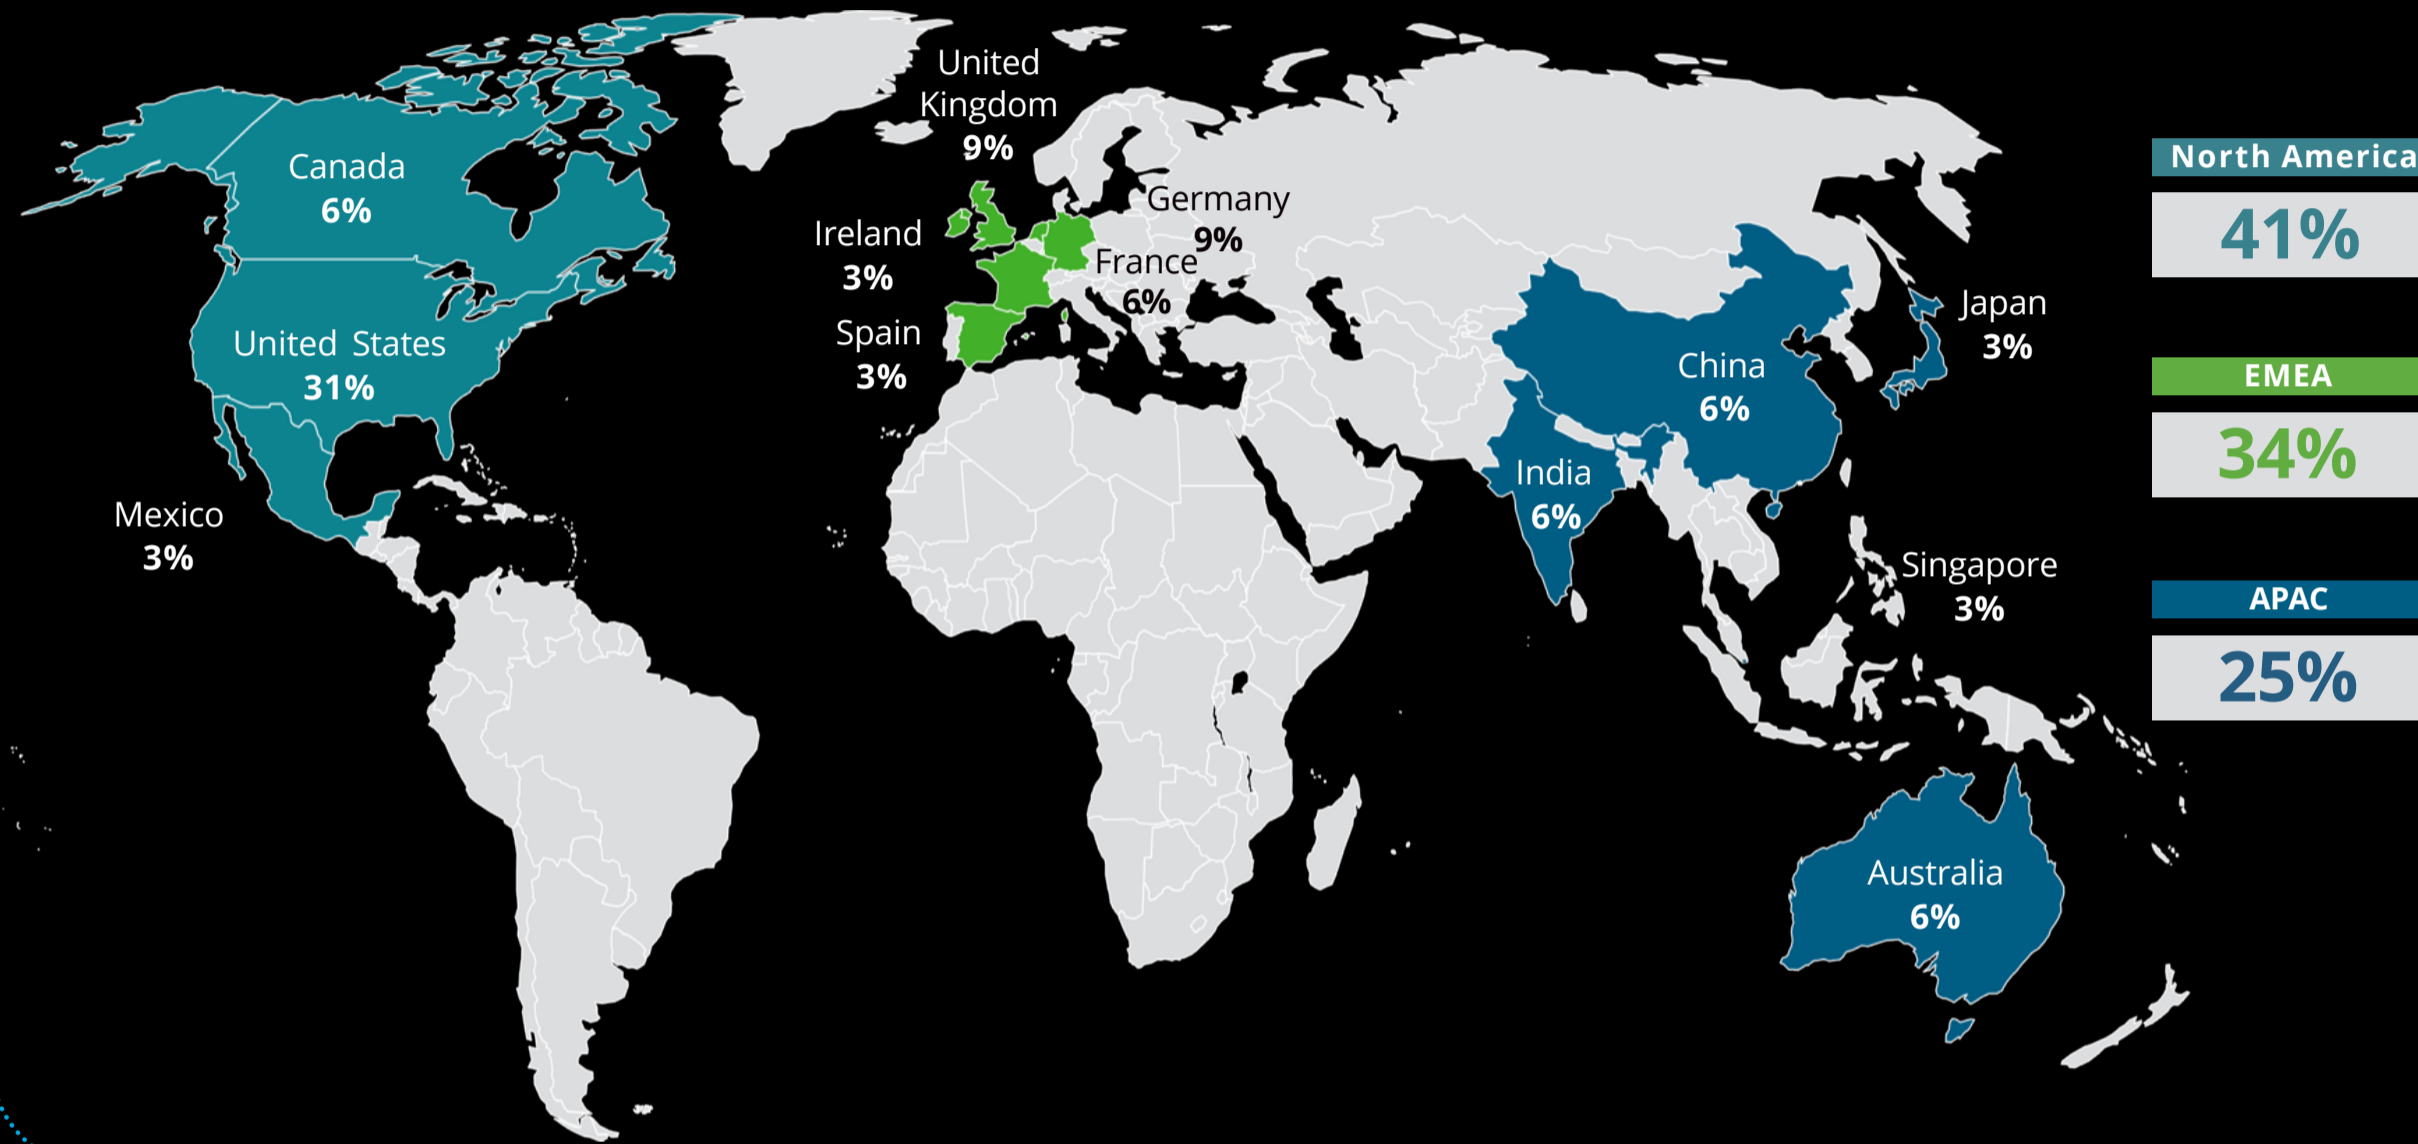 United
Kingdom
9%
Canada
6%
Germany
9%
Ireland
3%
France
6%
Spain
3%
United States
31%
Mexico
3%
Japan
3%
China
6%
India
6%
Singapore
3%
Australia
6%
North America
41%
EMEA
34%
APAC
25%